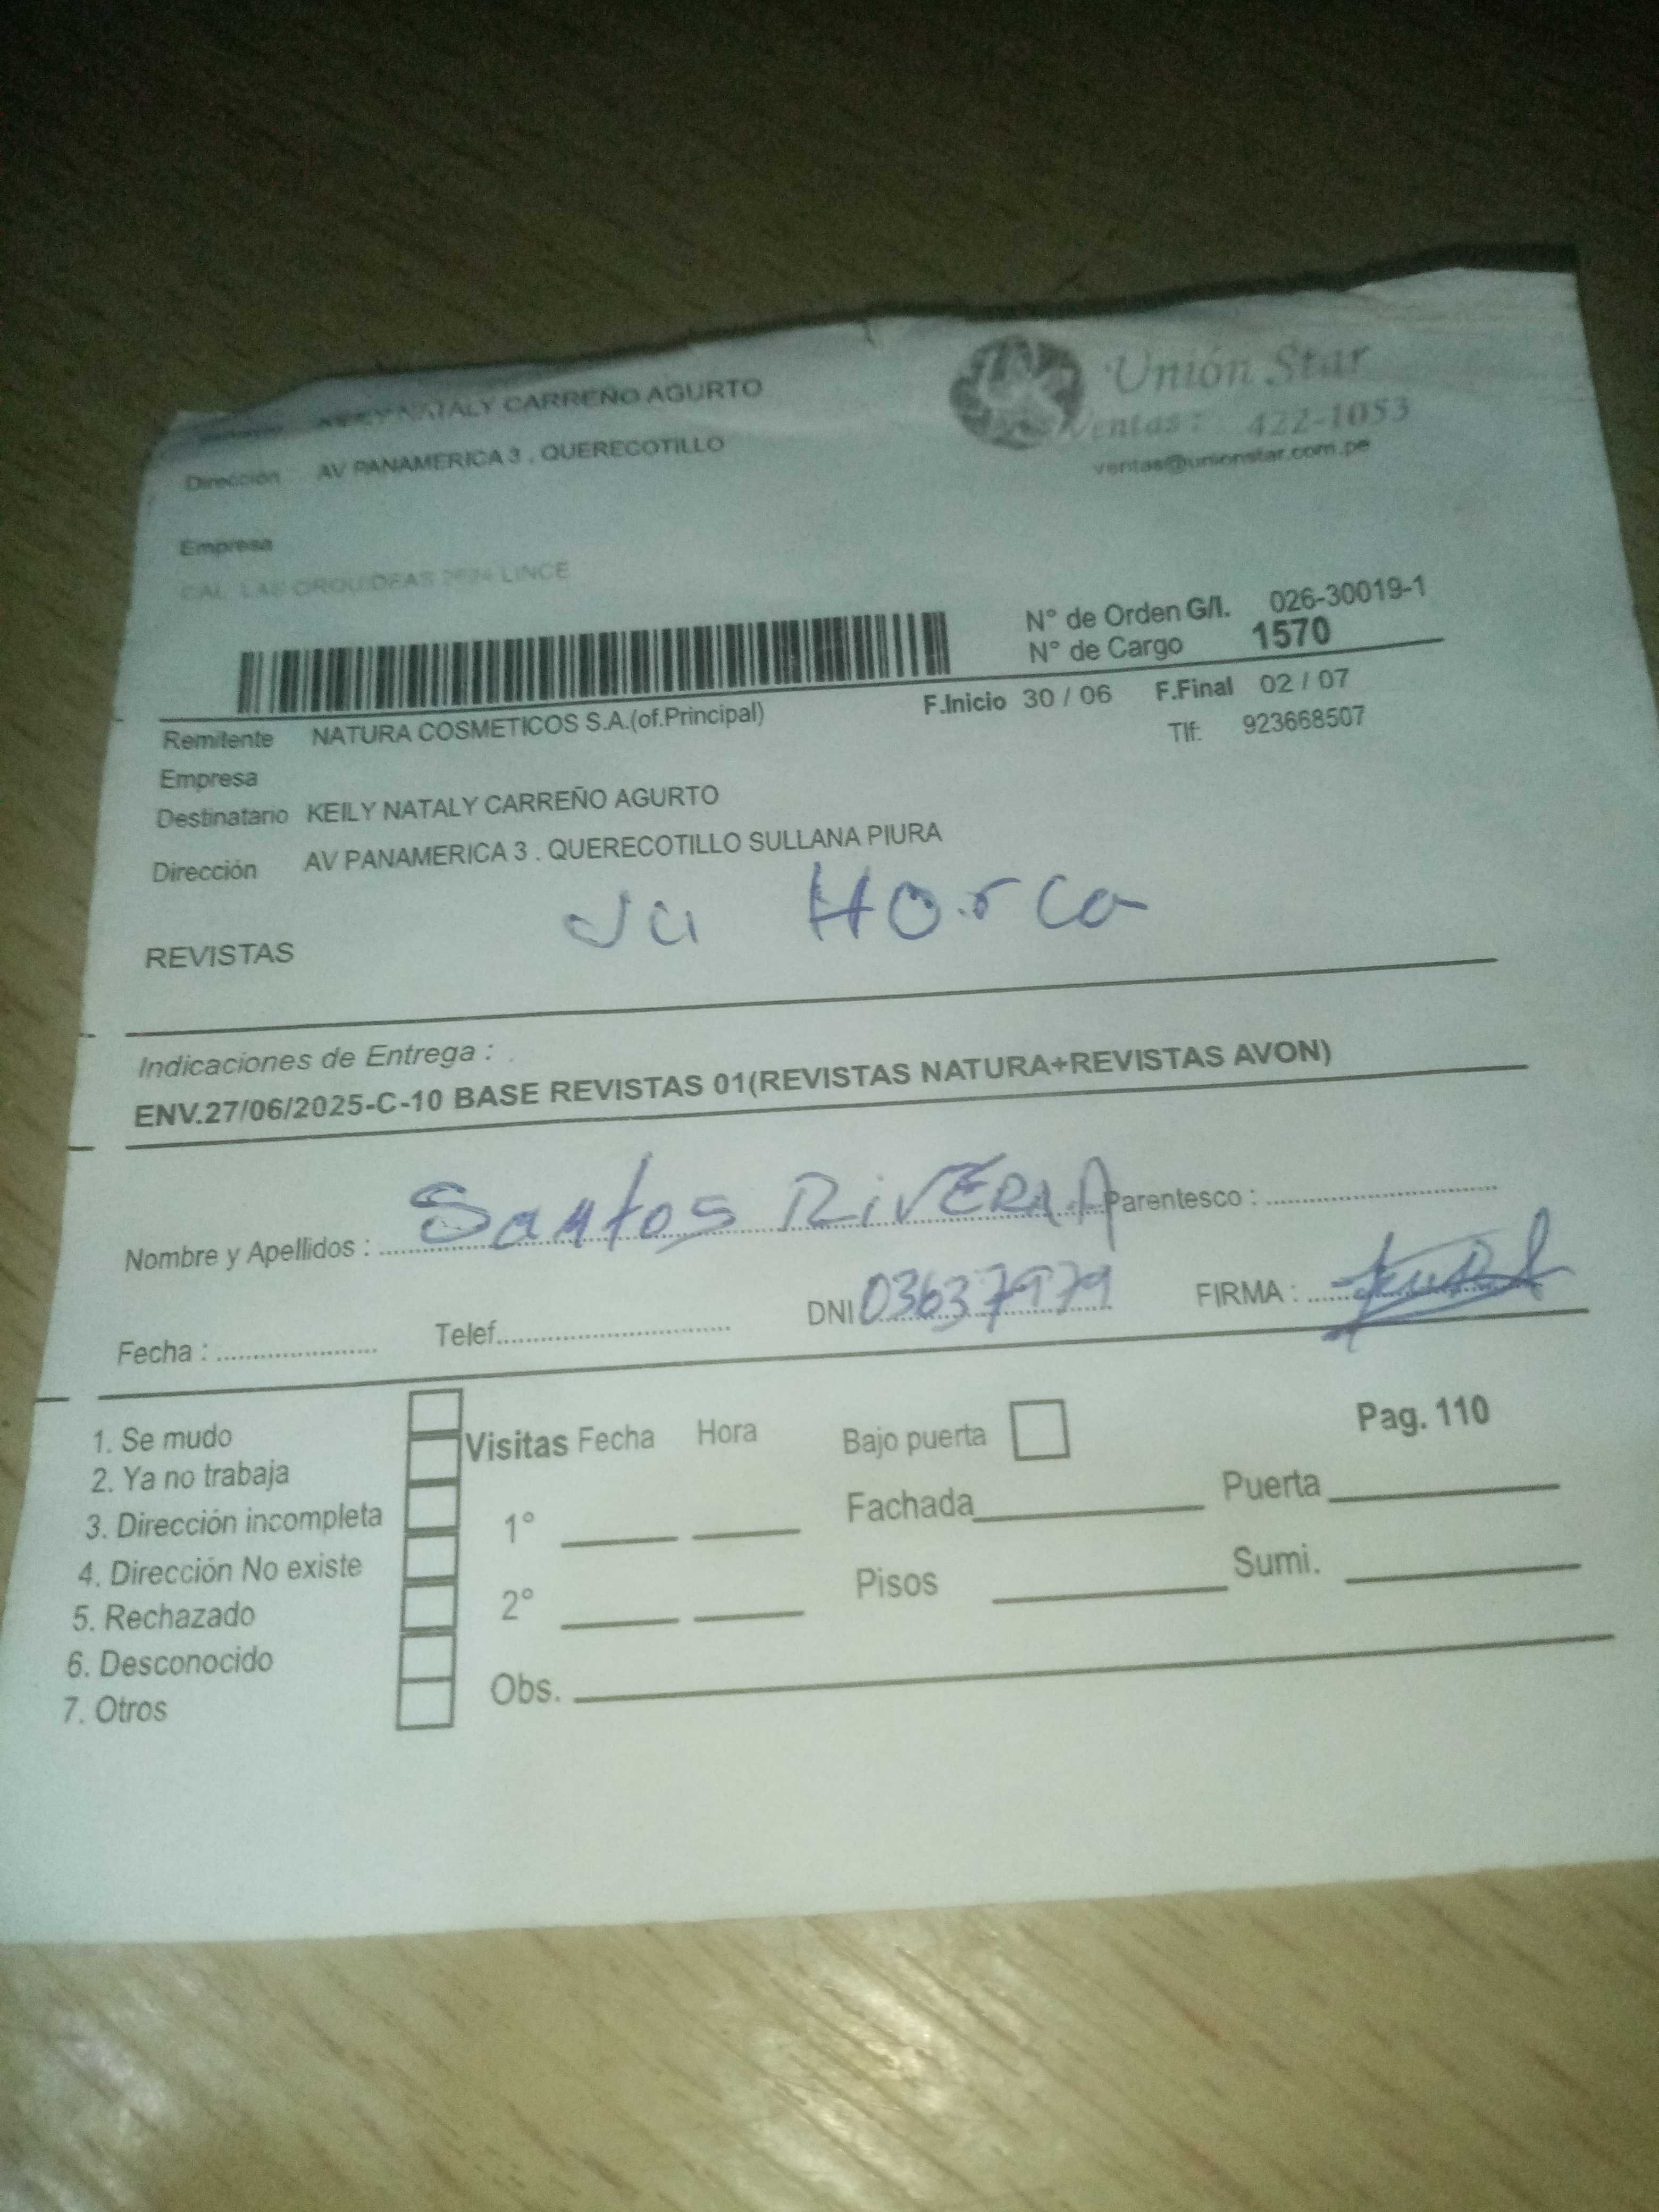 NATALY CARREÑO AGURTO
Dirección AV PANAMERICA 3 . QUERECOTILLO
Unión Star
Ventas : 422-1053
ventas@unionstar.com.pe
Empresa
CAL. LAS ORQUIDEAS LINCE
N° de Orden G/I. 026-30019-1
N° de Cargo 1570
F.Inicio 30 / 06 F.Final 02 / 07
Remitente NATURA COSMETICOS S.A.(of.Principal)
Tlf: 923668507
Empresa
Destinatario KEILY NATALY CARREÑO AGURTO
Dirección AV PANAMERICA 3 . QUERECOTILLO SULLANA PIURA
Horca
REVISTAS
Indicaciones de Entrega : .
ENV.27/06/2025-C-10 BASE REVISTAS 01(REVISTAS NATURA+REVISTAS AVON)
Nombre y Apellidos : Santos RiVERA Parentesco :
Fecha : Telef. DNI 03637979 FIRMA :
1. Se mudo
2. Ya no trabaja
3. Dirección incompleta
4. Dirección No existe
5. Rechazado
6. Desconocido
7. Otros
Visitas Fecha Hora
1°
2°
Obs.
Bajo puerta
Pag. 110
Fachada Puerta
Pisos Sumi.